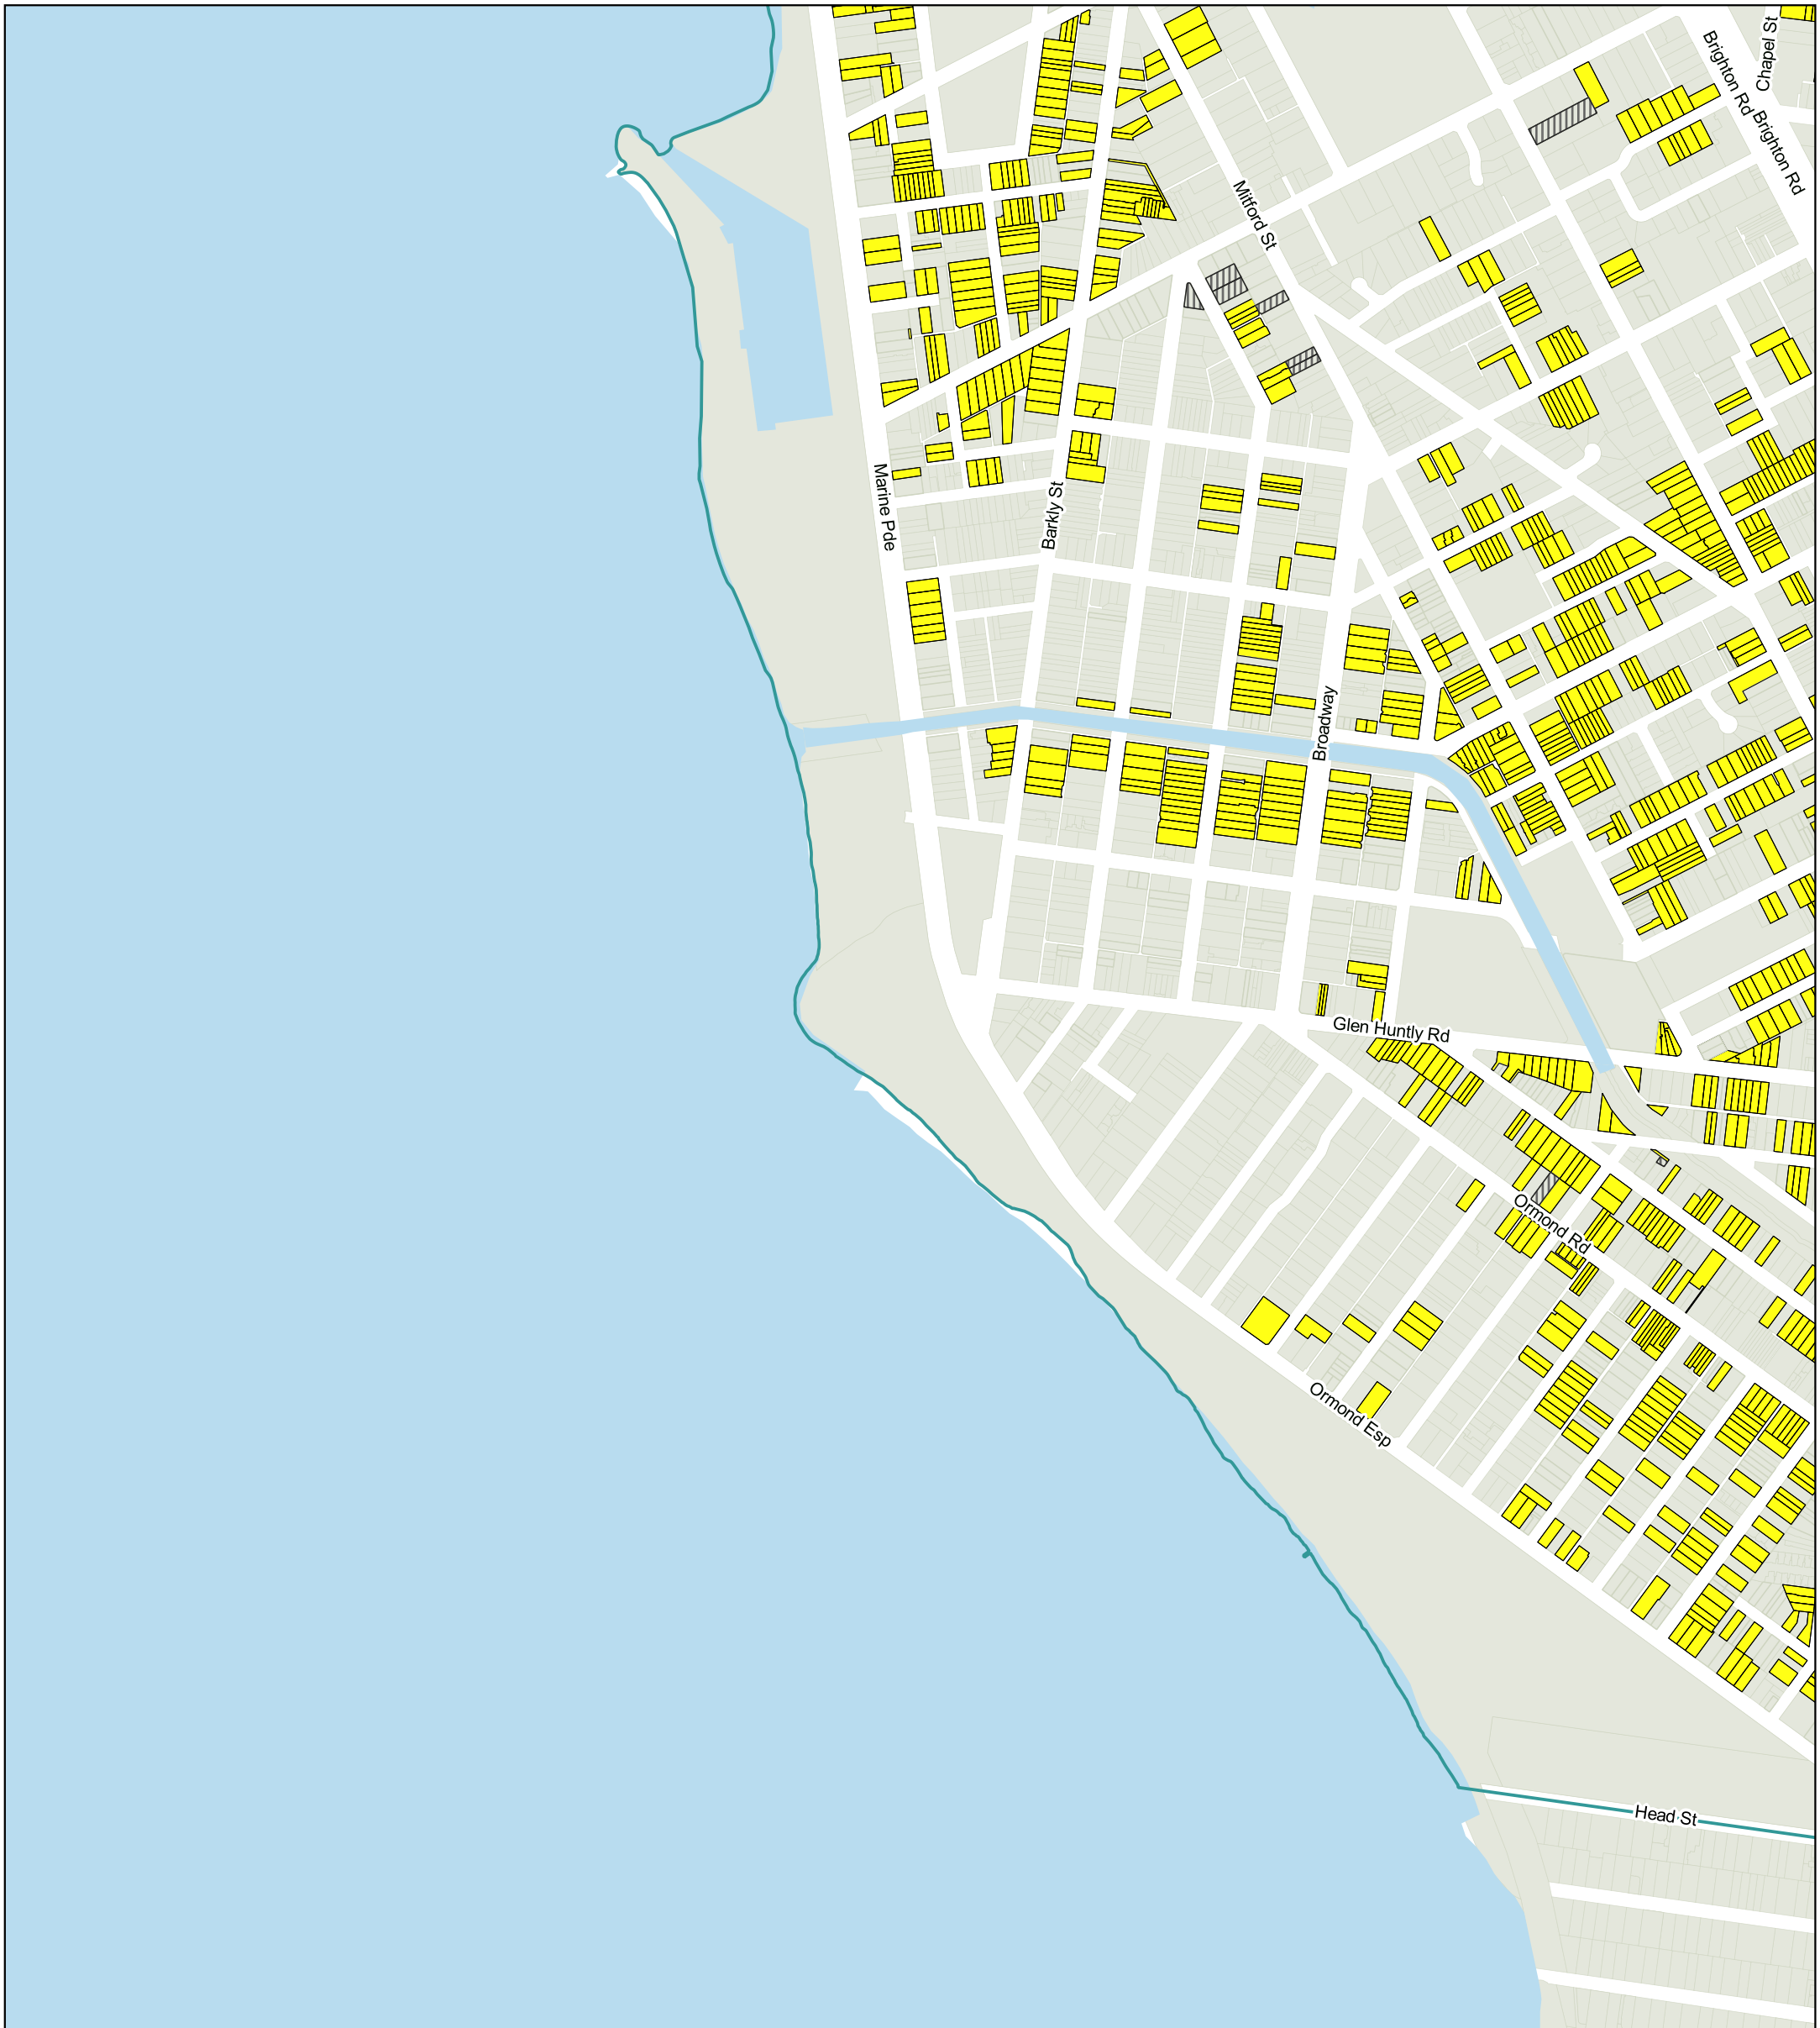 Chapel St
Brighton Rd
Brighton Rd
Mitford St
Marine Pde
Barkly St
Broadway
Glen Huntly Rd
Ormond Rd
Ormond Esp
Head St